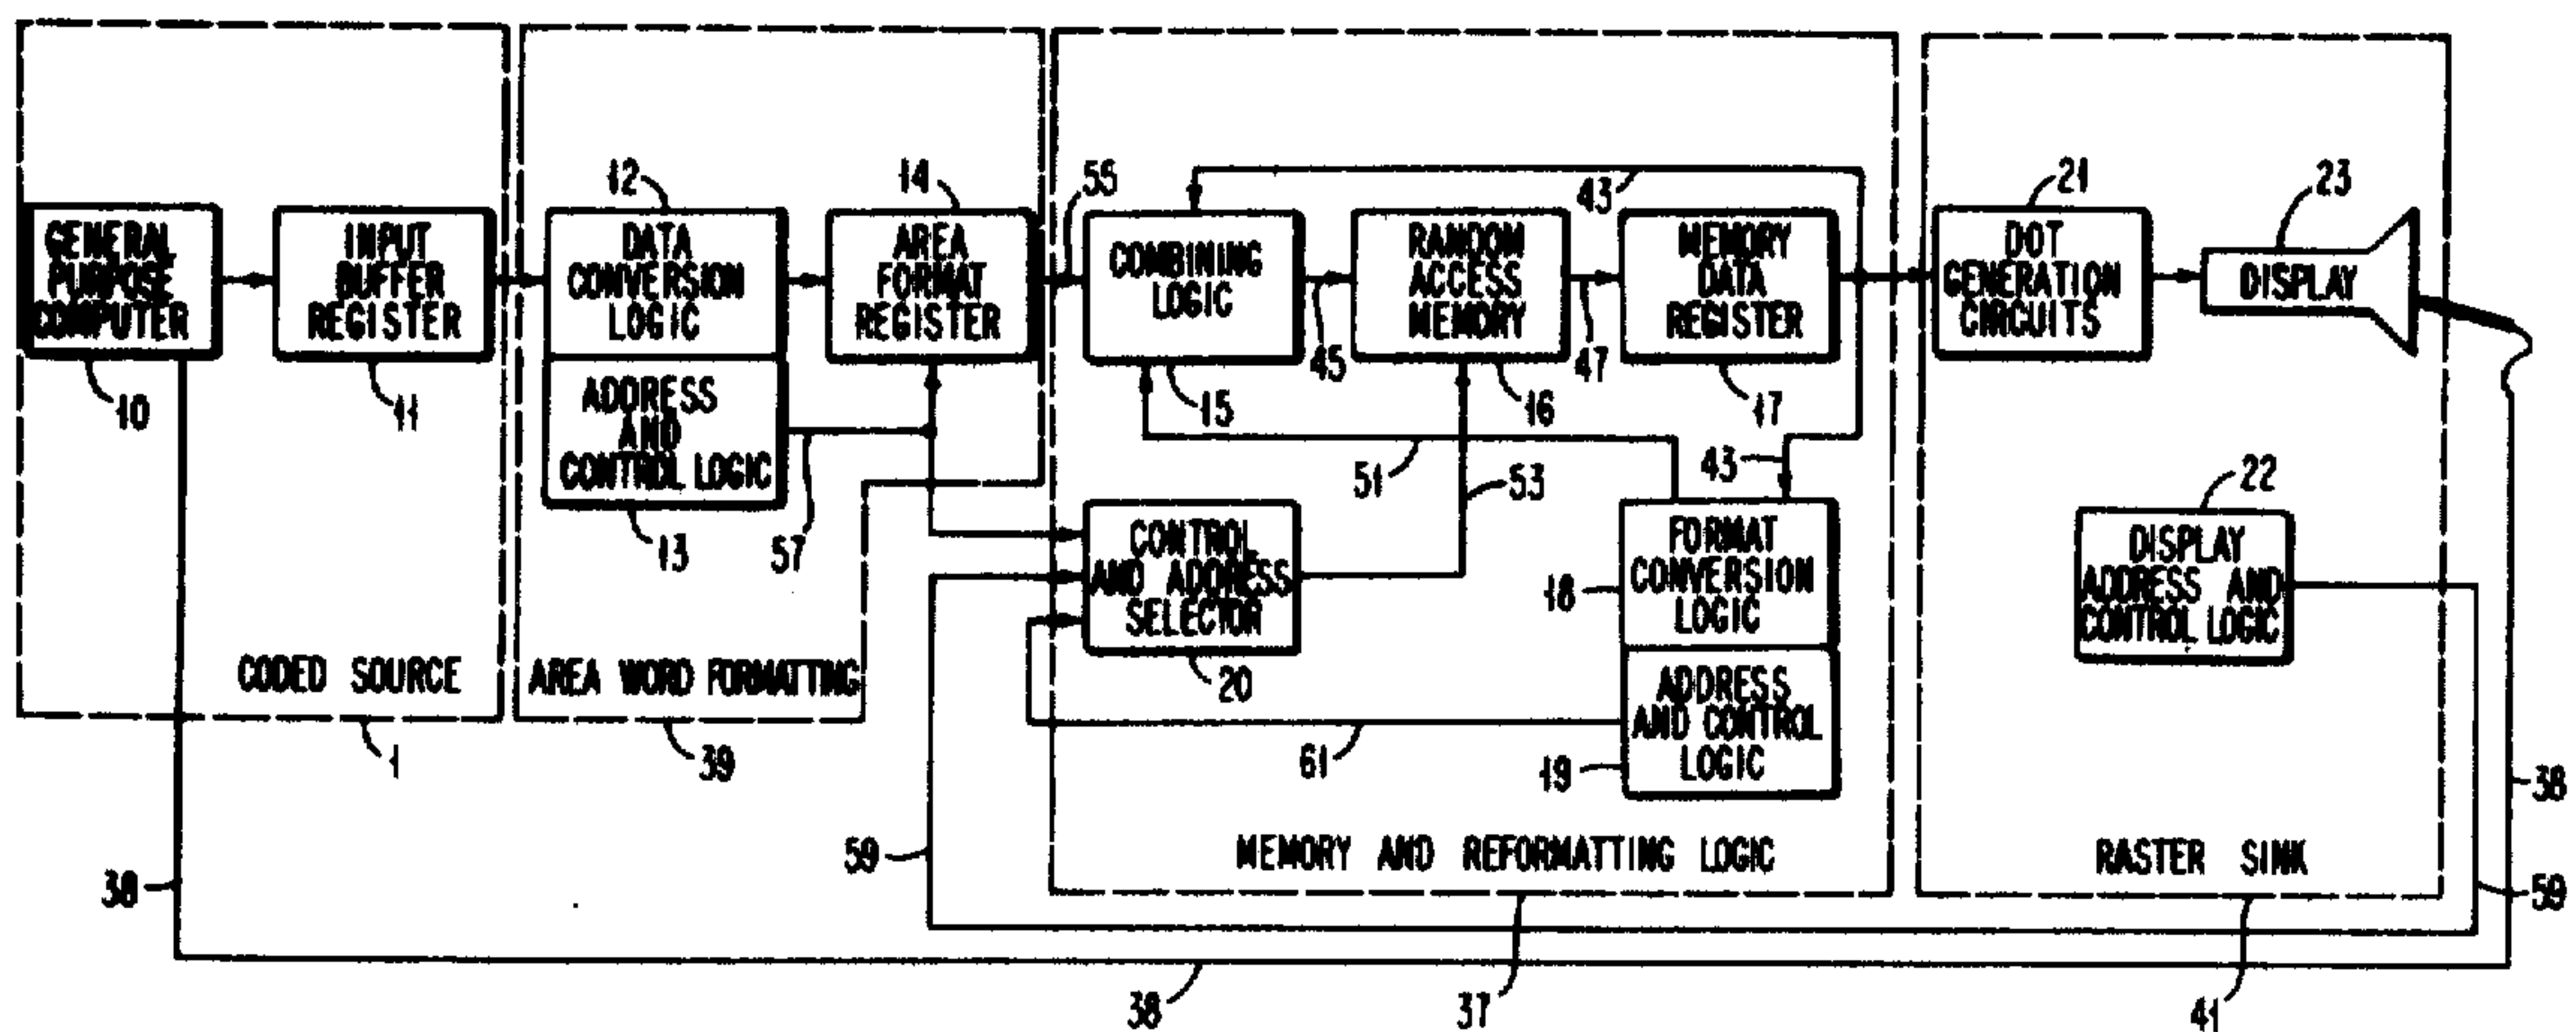 12
14
55
43
21
23
GENERAL
PURPOSE
COMPUTER
INPUT
BUFFER
REGISTER
DATA
CONVERSION
LOGIC
AREA
FORMAT
REGISTER
COMBINING
LOGIC
RANDOM
ACCESS
MEMORY
MEMORY
DATA
REGISTER
DOT
GENERATION
CIRCUITS
DISPLAY
45
47
10
11
ADDRESS
AND
CONTROL LOGIC
15
16
17
13
57
51
53
43
22
CONTROL
AND ADDRESS
SELECTOR
20
18
FORMAT
CONVERSION
LOGIC
DISPLAY
ADDRESS AND
CONTROL LOGIC
CODED SOURCE
AREA WORD FORMATTING
ADDRESS
AND CONTROL
LOGIC
1
39
61
19
38
59
MEMORY AND REFORMATTING LOGIC
RASTER SINK
38
59
38
37
41